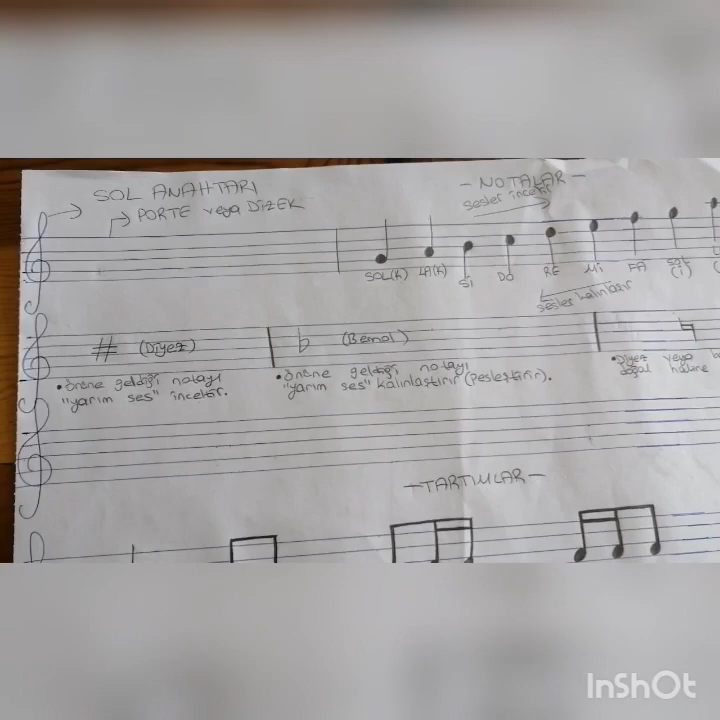 SOL ANAHTARI
PORTE veya DİZEK
- NOTALAR -
sesler incelir
SOL(K) LA(K) Sİ DO RE Mİ FA SOL (İ)
sesler kalınlaşır
# (Diyez)
• önüne geldiği notayı
"yarım ses" inceltir.
b (Bemol)
• önüne geldiği notayı
"yarım ses" kalınlaştırır (pesleştirir).
• Diyez veya
doğal haline
- TARTIMLAR -
InShOt